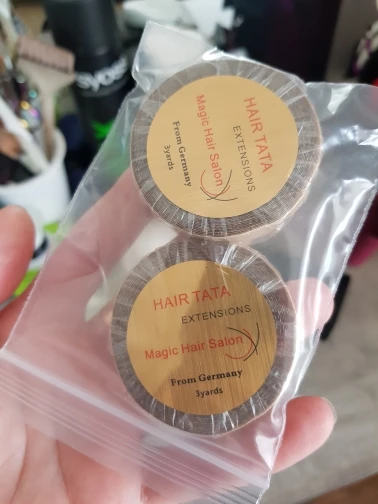 HAIR TATA
EXTENSIONS
Magic Hair Salon
From Germany
3yards
HAIR TATA
EXTENSIONS
Magic Hair Salon
From Germany
3yards